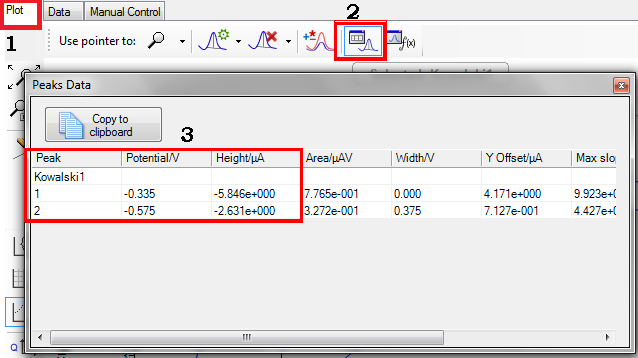 Plot Data Manual Control
2
1 Use pointer to: f(x)
Peaks Data
Copy to
clipboard
3
Peak Potential/V Height/µA Area/µAV Width/V Y Offset/µA Max slo
Kowalski1
1 -0.335 -5.846e+000 7.765e-001 0.000 4.171e+000 9.923e+0
2 -0.575 -2.631e+000 3.272e-001 0.375 7.127e-001 4.427e+0